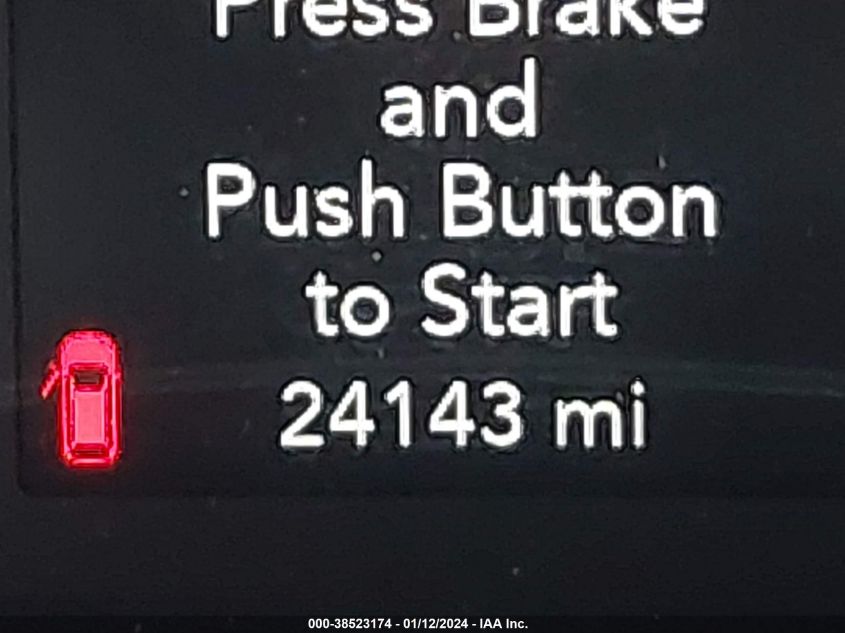 Press Brake
and
Push Button
to Start
24143 mi
000-38523174 - 01/12/2024 - IAA Inc.